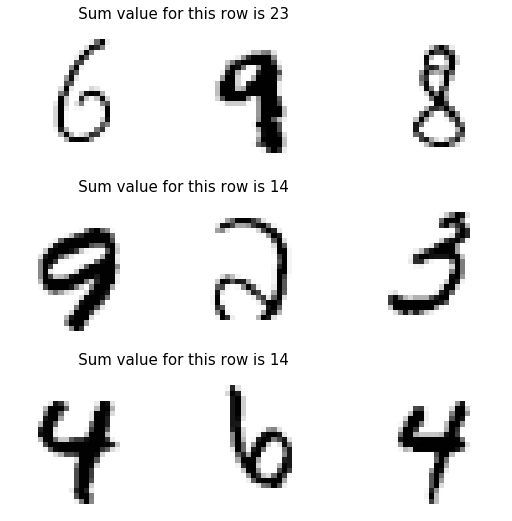 Sum value for this row is 23
6 9 8
Sum value for this row is 14
9 2 3
Sum value for this row is 14
4 6 4